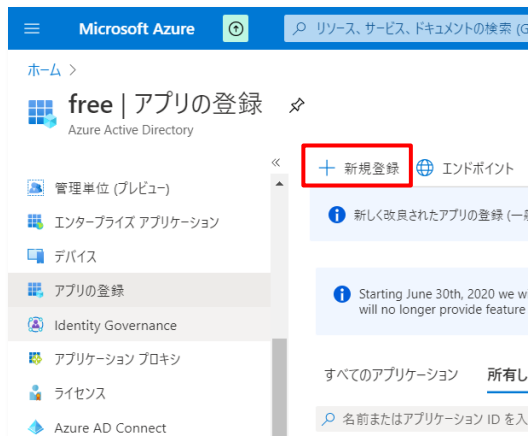 Microsoft Azure
リソース、サービス、ドキュメントの検索 (G
ホーム >
free | アプリの登録
Azure Active Directory
«
管理単位 (プレビュー)
エンタープライズ アプリケーション
デバイス
アプリの登録
Identity Governance
アプリケーション プロキシ
ライセンス
Azure AD Connect
+ 新規登録
エンドポイント
新しく改良されたアプリの登録 (一般
Starting June 30th, 2020 we w
will no longer provide feature
すべてのアプリケーション
所有し
名前またはアプリケーション ID を入